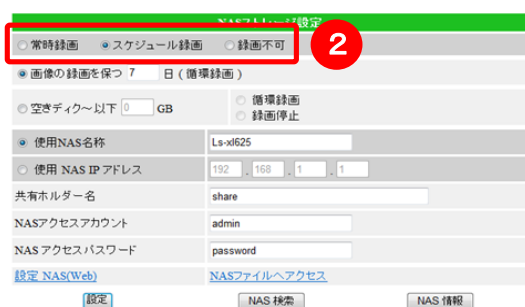 NASストレージ設定
常時録画 スケジュール録画 録画不可 2
画像の録画を保つ 7 日 ( 循環録画 )
空きディク～以下 0 GB
循環録画
録画停止
使用NAS名称 Ls-xl625
使用 NAS IP アドレス 192 . 168 . 1 . 1
共有ホルダー名 share
NASアクセスアカウント admin
NAS アクセスパスワード password
設定 NAS(Web) NASファイルへアクセス
設定 NAS 検索 NAS 情報